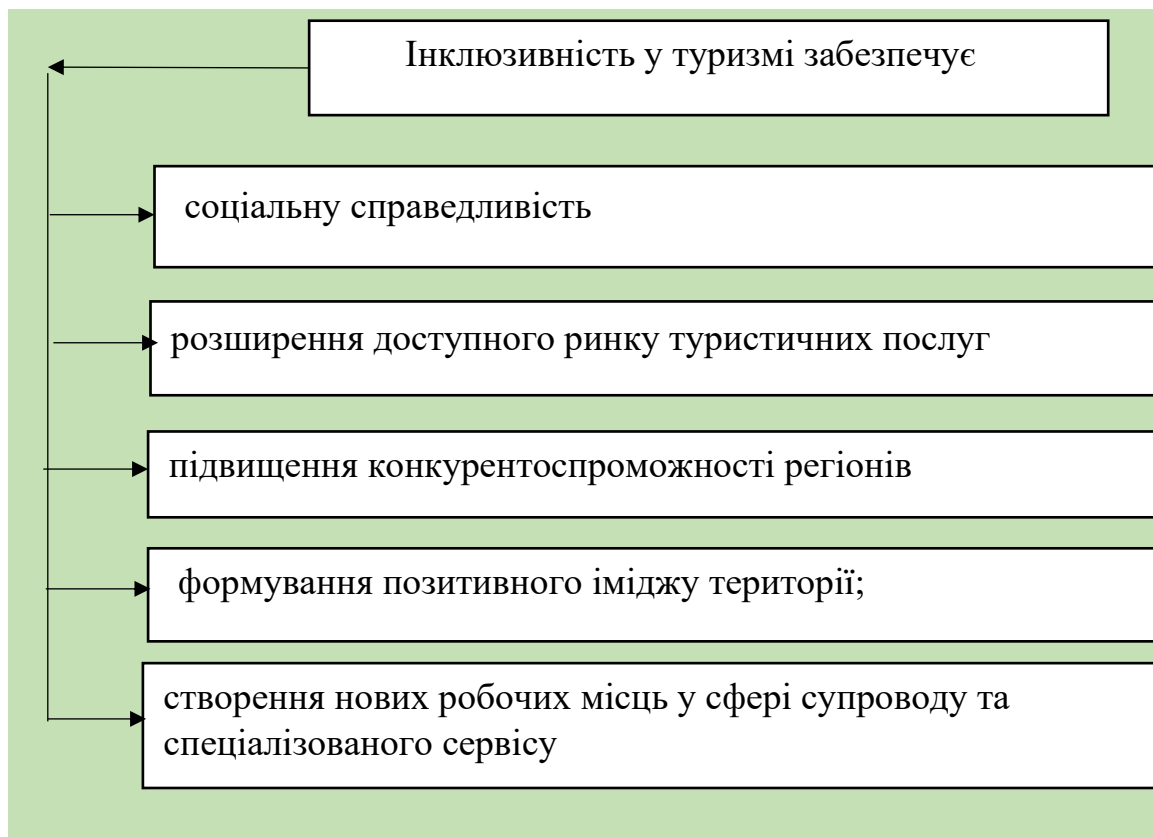 Інклюзивність у туризмі забезпечує
соціальну справедливість
розширення доступного ринку туристичних послуг
підвищення конкурентоспроможності регіонів
формування позитивного іміджу території;
створення нових робочих місць у сфері супроводу та
спеціалізованого сервісу